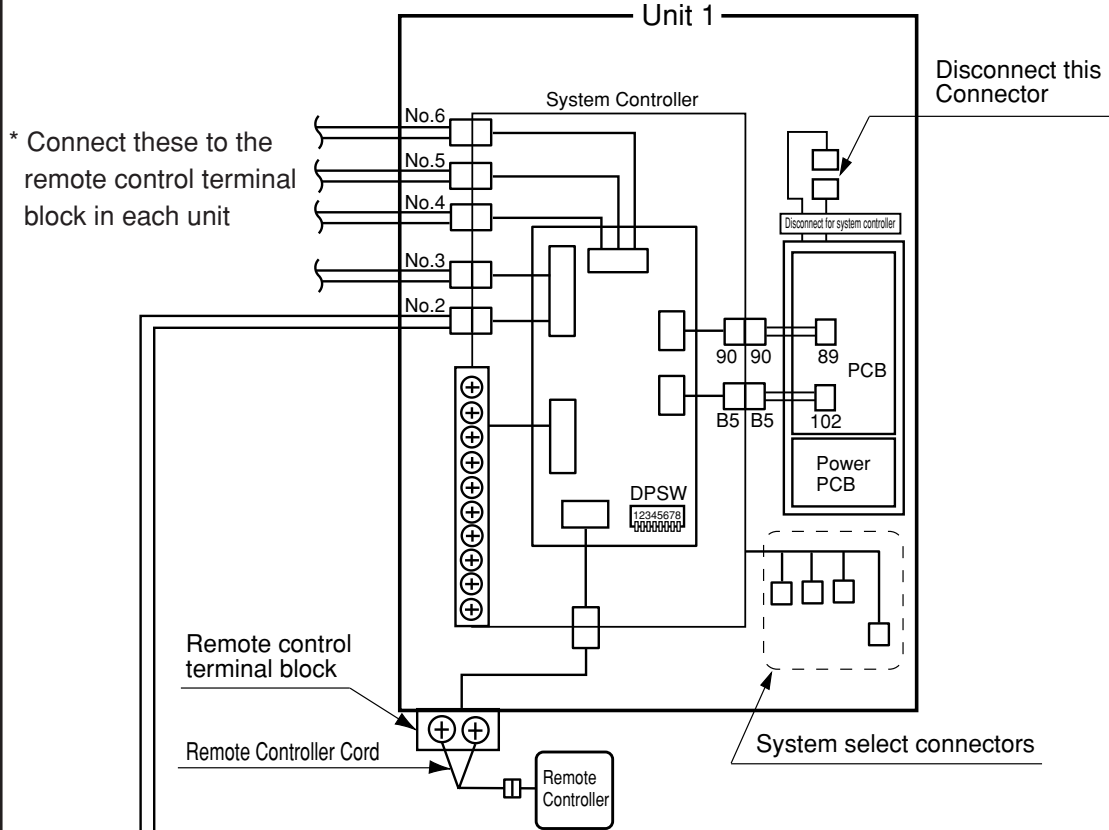 Unit 1
Disconnect this
Connector
System Controller
* Connect these to the
remote control terminal
block in each unit
No.6
No.5
No.4
No.3
No.2
Disconnect for system controller
90 90 89
PCB
B5 B5 102
Power
PCB
DPSW
12345678
Remote control
terminal block
System select connectors
Remote Controller Cord
Remote
Controller